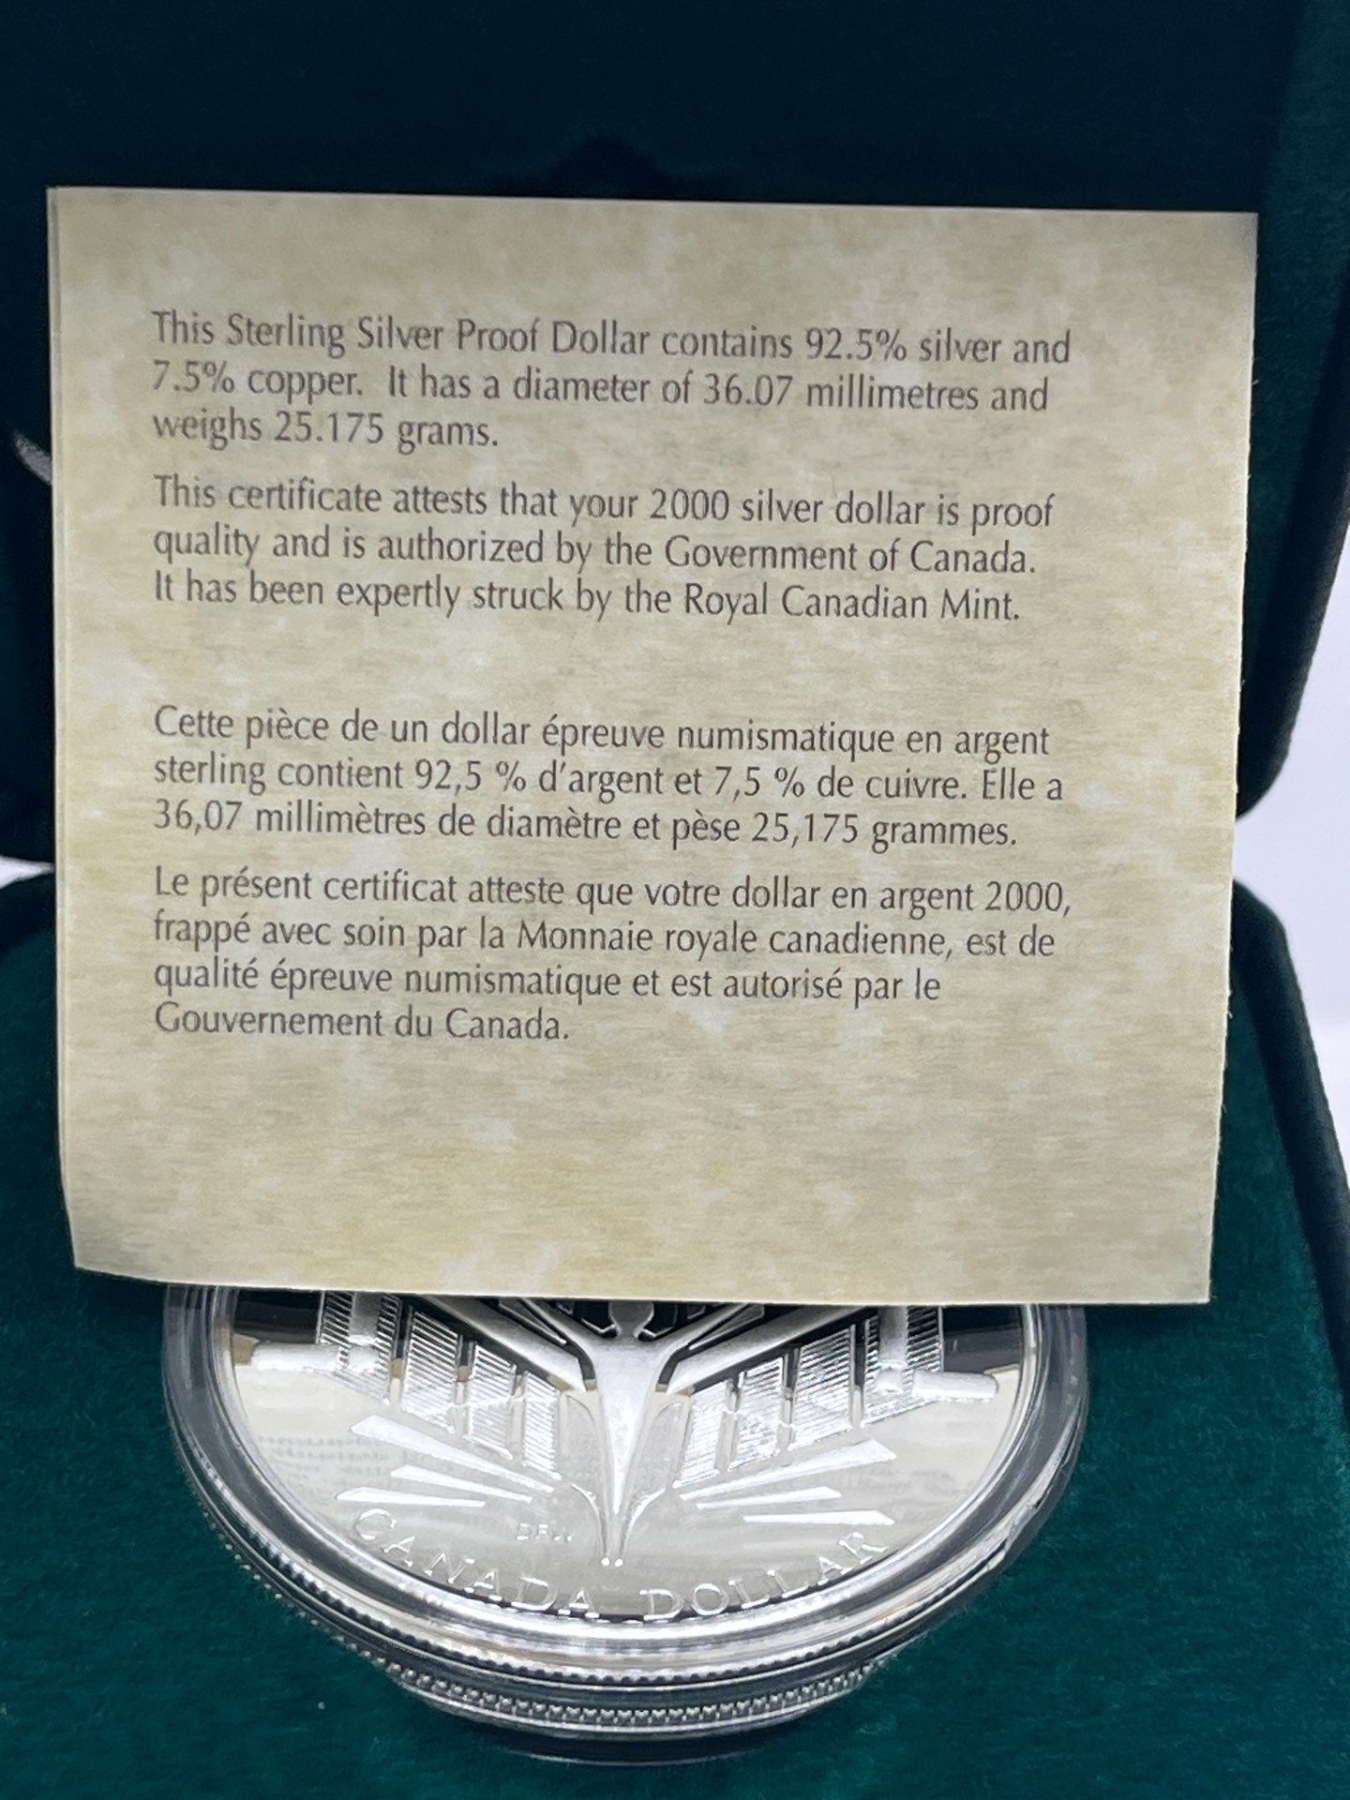 This Sterling Silver Proof Dollar contains 92.5% silver and
7.5% copper. It has a diameter of 36.07 millimetres and
weighs 25.175 grams.
This certificate attests that your 2000 silver dollar is proof
quality and is authorized by the Government of Canada.
It has been expertly struck by the Royal Canadian Mint.
Cette pièce de un dollar épreuve numismatique en argent
sterling contient 92,5 % d'argent et 7,5 % de cuivre. Elle a
36,07 millimètres de diamètre et pèse 25,175 grammes.
Le présent certificat atteste que votre dollar en argent 2000,
frappé avec soin par la Monnaie royale canadienne, est de
qualité épreuve numismatique et est autorisé par le
Gouvernement du Canada.
CANADA DOLLAR